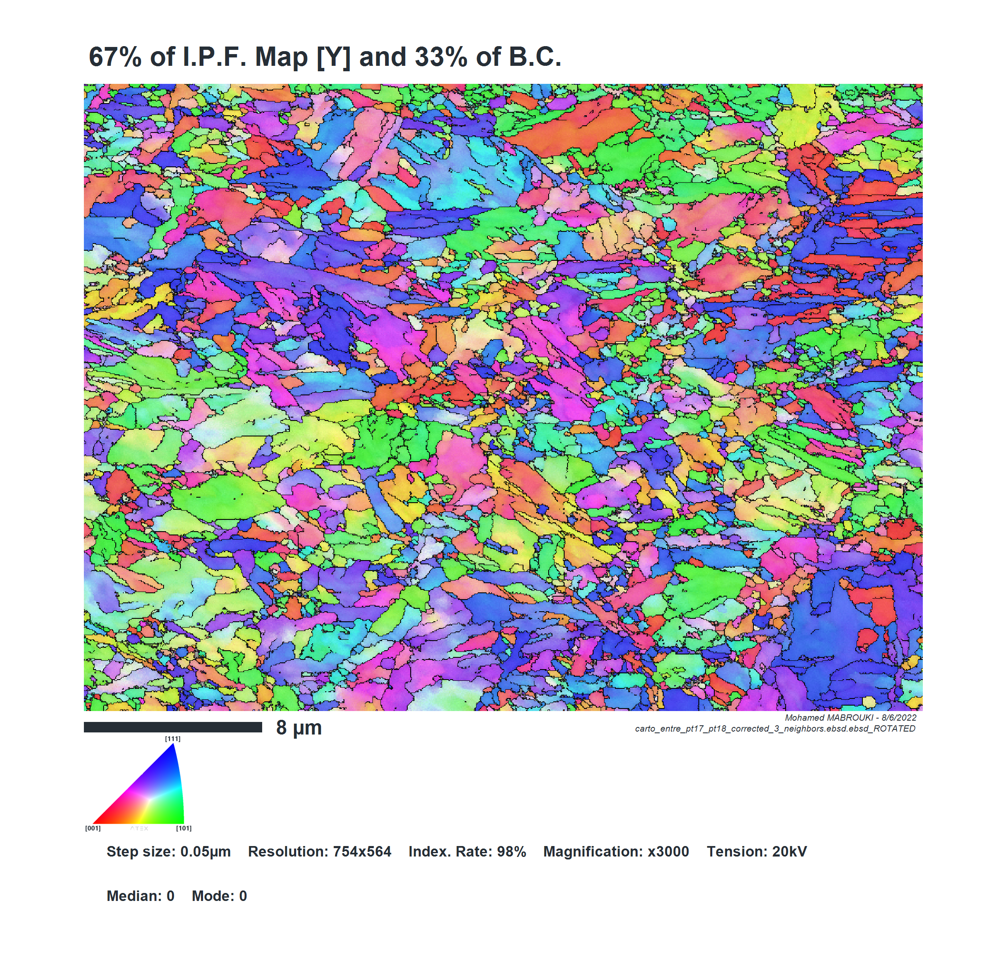 67% of I.P.F. Map [Y] and 33% of B.C.
Mohamed MABROUKI - 8/6/2022
8 µm
carto_entre_pt17_pt18_corrected_3_neighbors.ebsd.ebsd_ROTATED
[111]
[001] ATEX [101]
Step size: 0.05µm Resolution: 754x564 Index. Rate: 98% Magnification: x3000 Tension: 20kV
Median: 0 Mode: 0